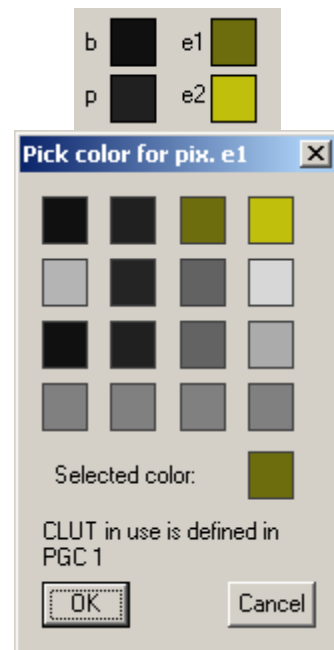 b e1
p e2
Pick color for pix. e1
Selected color:
CLUT in use is defined in
PGC 1
OK Cancel